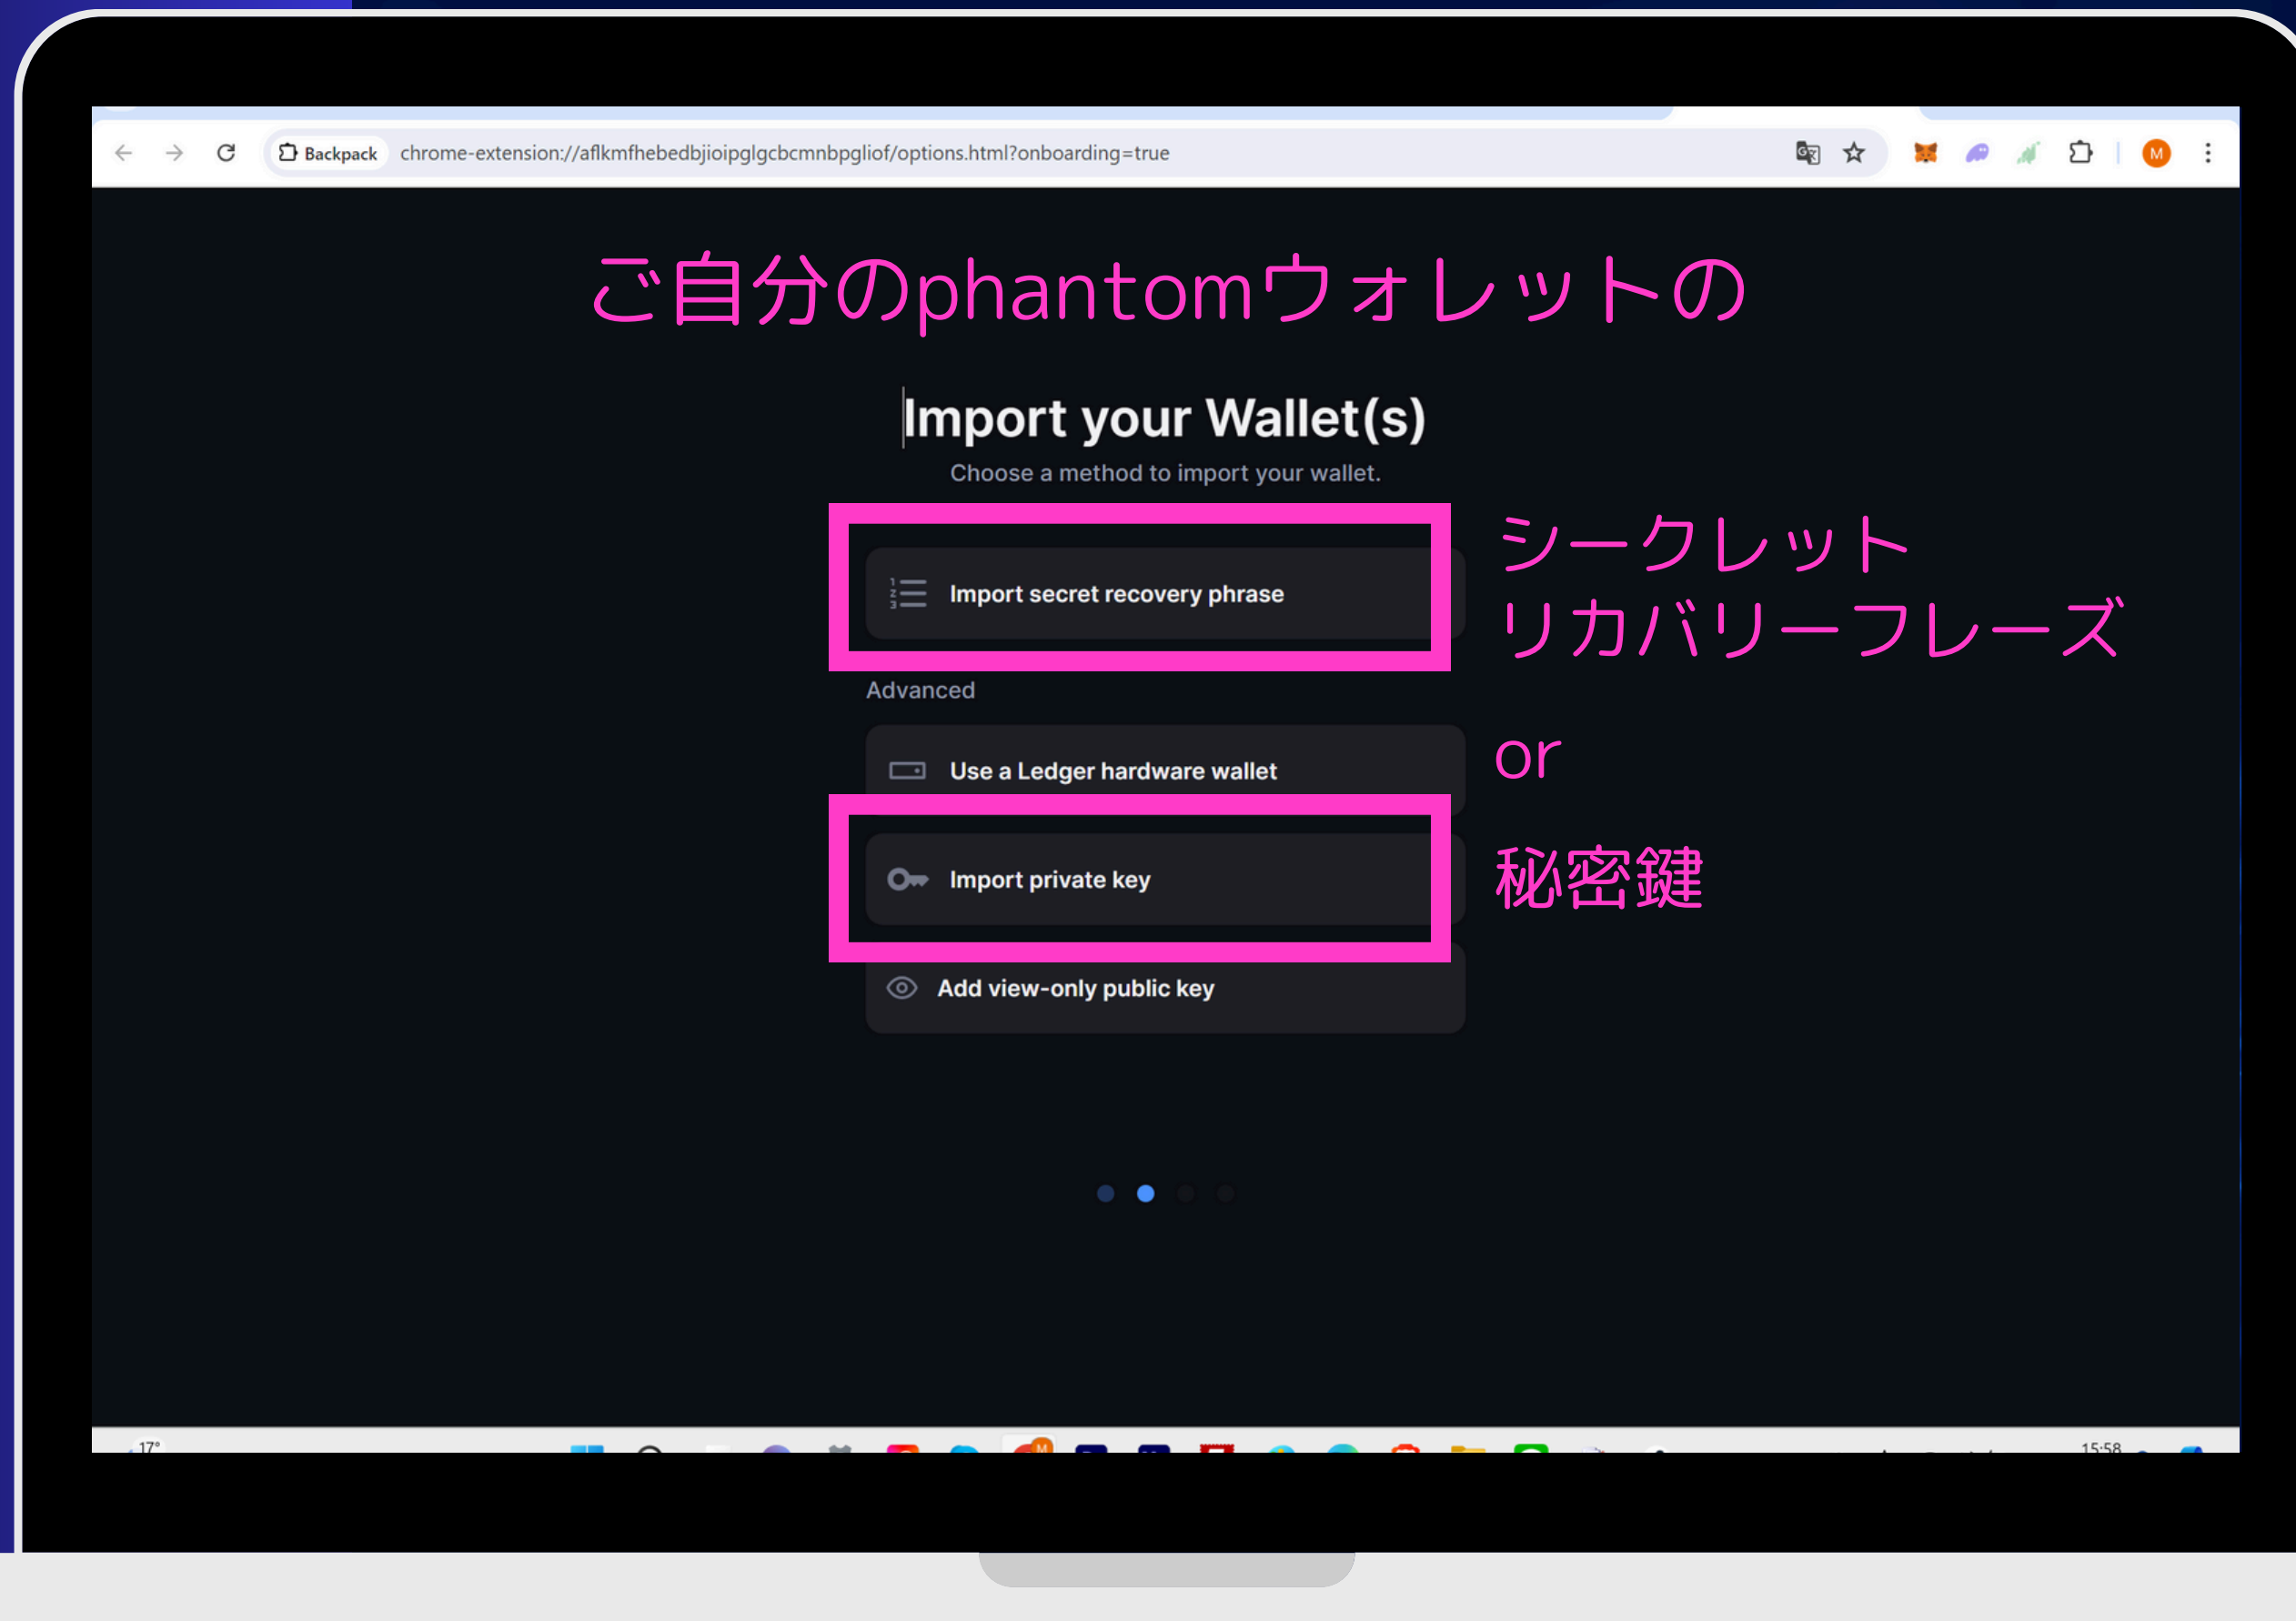 Backpack chrome-extension://aflkmfhebedbjioipglgcbcmnbpgliof/options.html?onboarding=true
M
ご自分のphantomウォレットの
Import your Wallet(s)
Choose a method to import your wallet.
Import secret recovery phrase
シークレット
リカバリーフレーズ
Advanced
Use a Ledger hardware wallet
or
Import private key
秘密鍵
Add view-only public key
17°
M
15:58